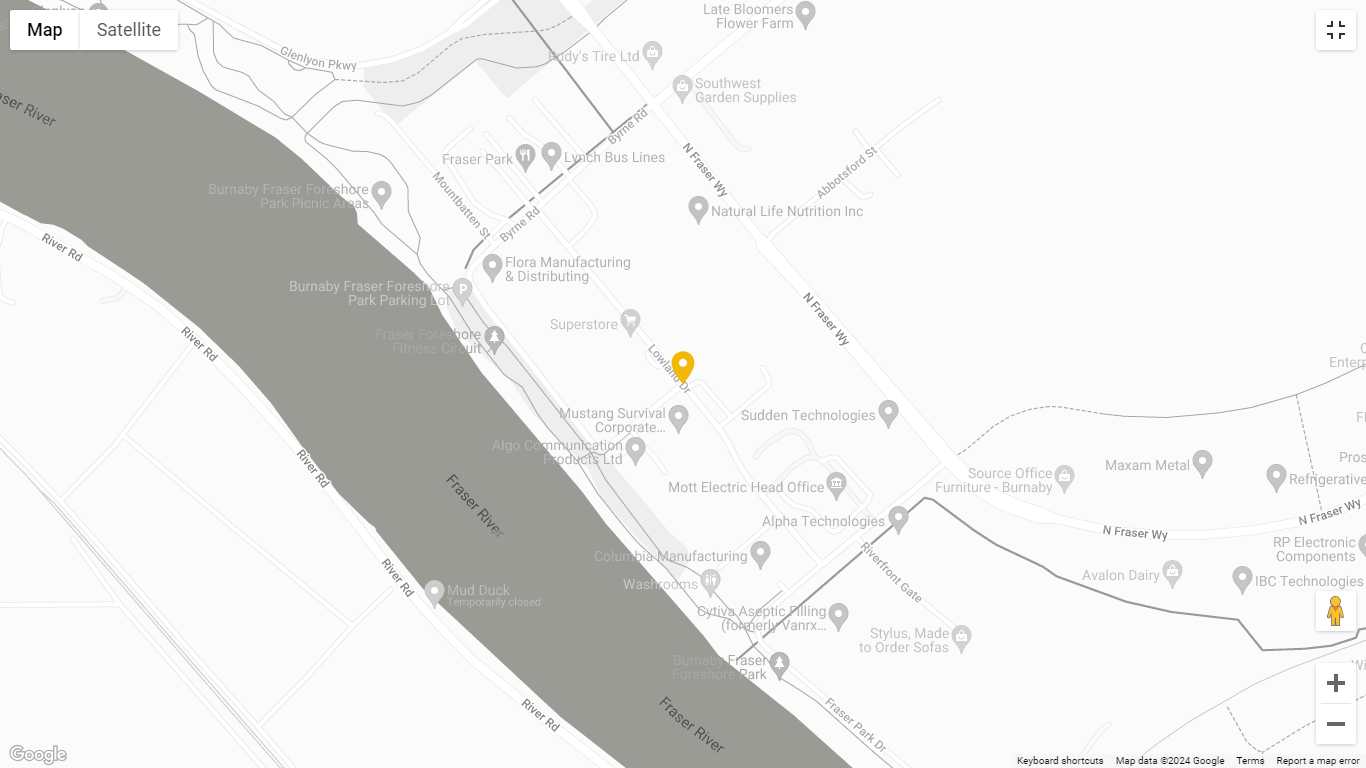 Map
Satellite
Glenlyon Pkwy
Late Bloomers
Flower Farm
Rudy's Tire Ltd
Southwest
Garden Supplies
Fraser River
Byrne Rd
Fraser Park
Lynch Bus Lines
N Fraser Wy
Abbotsford St
Mountbatten St
Burnaby Fraser Foreshore
Park Picnic Areas
Natural Life Nutrition Inc
Byrne Rd
River Rd
Flora Manufacturing
& Distributing
Burnaby Fraser Foreshore
Park Parking Lot
N Fraser Wy
Superstore
Fraser Foreshore
Fitness Circuit
River Rd
Lowland Dr
Mustang Survival
Corporate...
Sudden Technologies
Algo Communication
Products Ltd
River Rd
Source Office
Furniture - Burnaby
Maxam Metal
Refrigerative
Mott Electric Head Office
Fraser River
Alpha Technologies
N Fraser Wy
N Fraser Wy
RP Electronic
Components
Columbia Manufacturing
Riverfront Gate
Washrooms
Avalon Dairy
IBC Technologies
River Rd
Mud Duck
Temporarily closed
Cytiva Aseptic Filling
(formerly Vanrx...
Stylus, Made
to Order Sofas
Burnaby Fraser
Foreshore Park
River Rd
Fraser River
Fraser Park Dr
Google
Keyboard shortcuts
Map data ©2024 Google
Terms
Report a map error